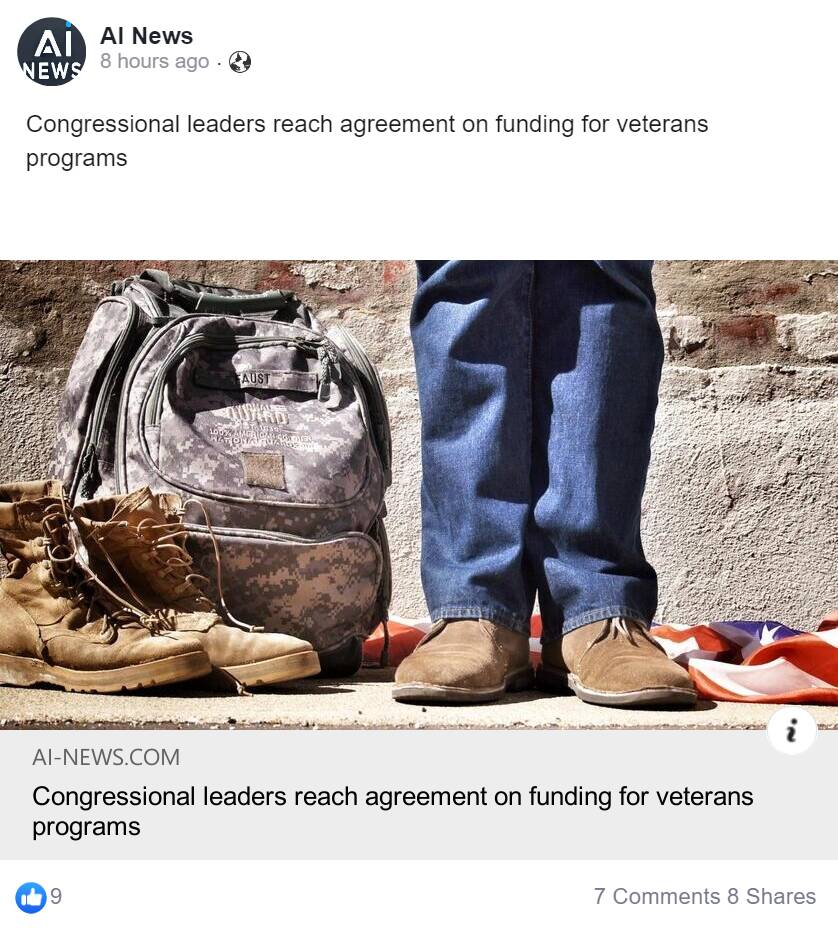 AI
NEWS
AI News
8 hours ago ·
Congressional leaders reach agreement on funding for veterans
programs
FAUST
AI-NEWS.COM
Congressional leaders reach agreement on funding for veterans
programs
9
7 Comments 8 Shares